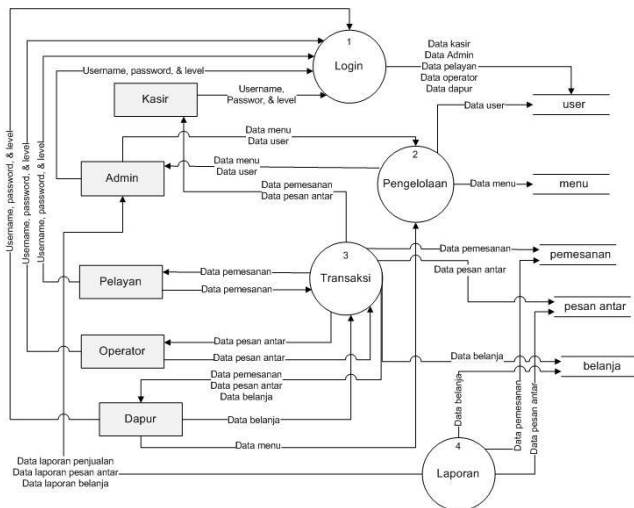 1
Login
Data kasir
Data Admin
Data pelayan
Data operator
Data dapur
Username, password, & level
Kasir
Username,
Passwor, & level
user
Data user
Data menu
Data user
2
Pengelolaan
Admin
Data menu
Data user
Data menu
menu
Data pemesanan
Data pesan antar
Username, password, & level
Username, password, & level
Username, password, & level
3
Transaksi
Data pemesanan
pemesanan
Data pesan antar
Pelayan
Data pemesanan
Data pemesanan
pesan antar
Operator
Data pesan antar
Data pesan antar
Data belanja
belanja
Data pemesanan
Data pesan antar
Data belanja
Dapur
Data belanja
Data menu
Data belanja
Data pemesanan
Data pesan antar
4
Laporan
Data laporan penjualan
Data laporan pesan antar
Data laporan belanja